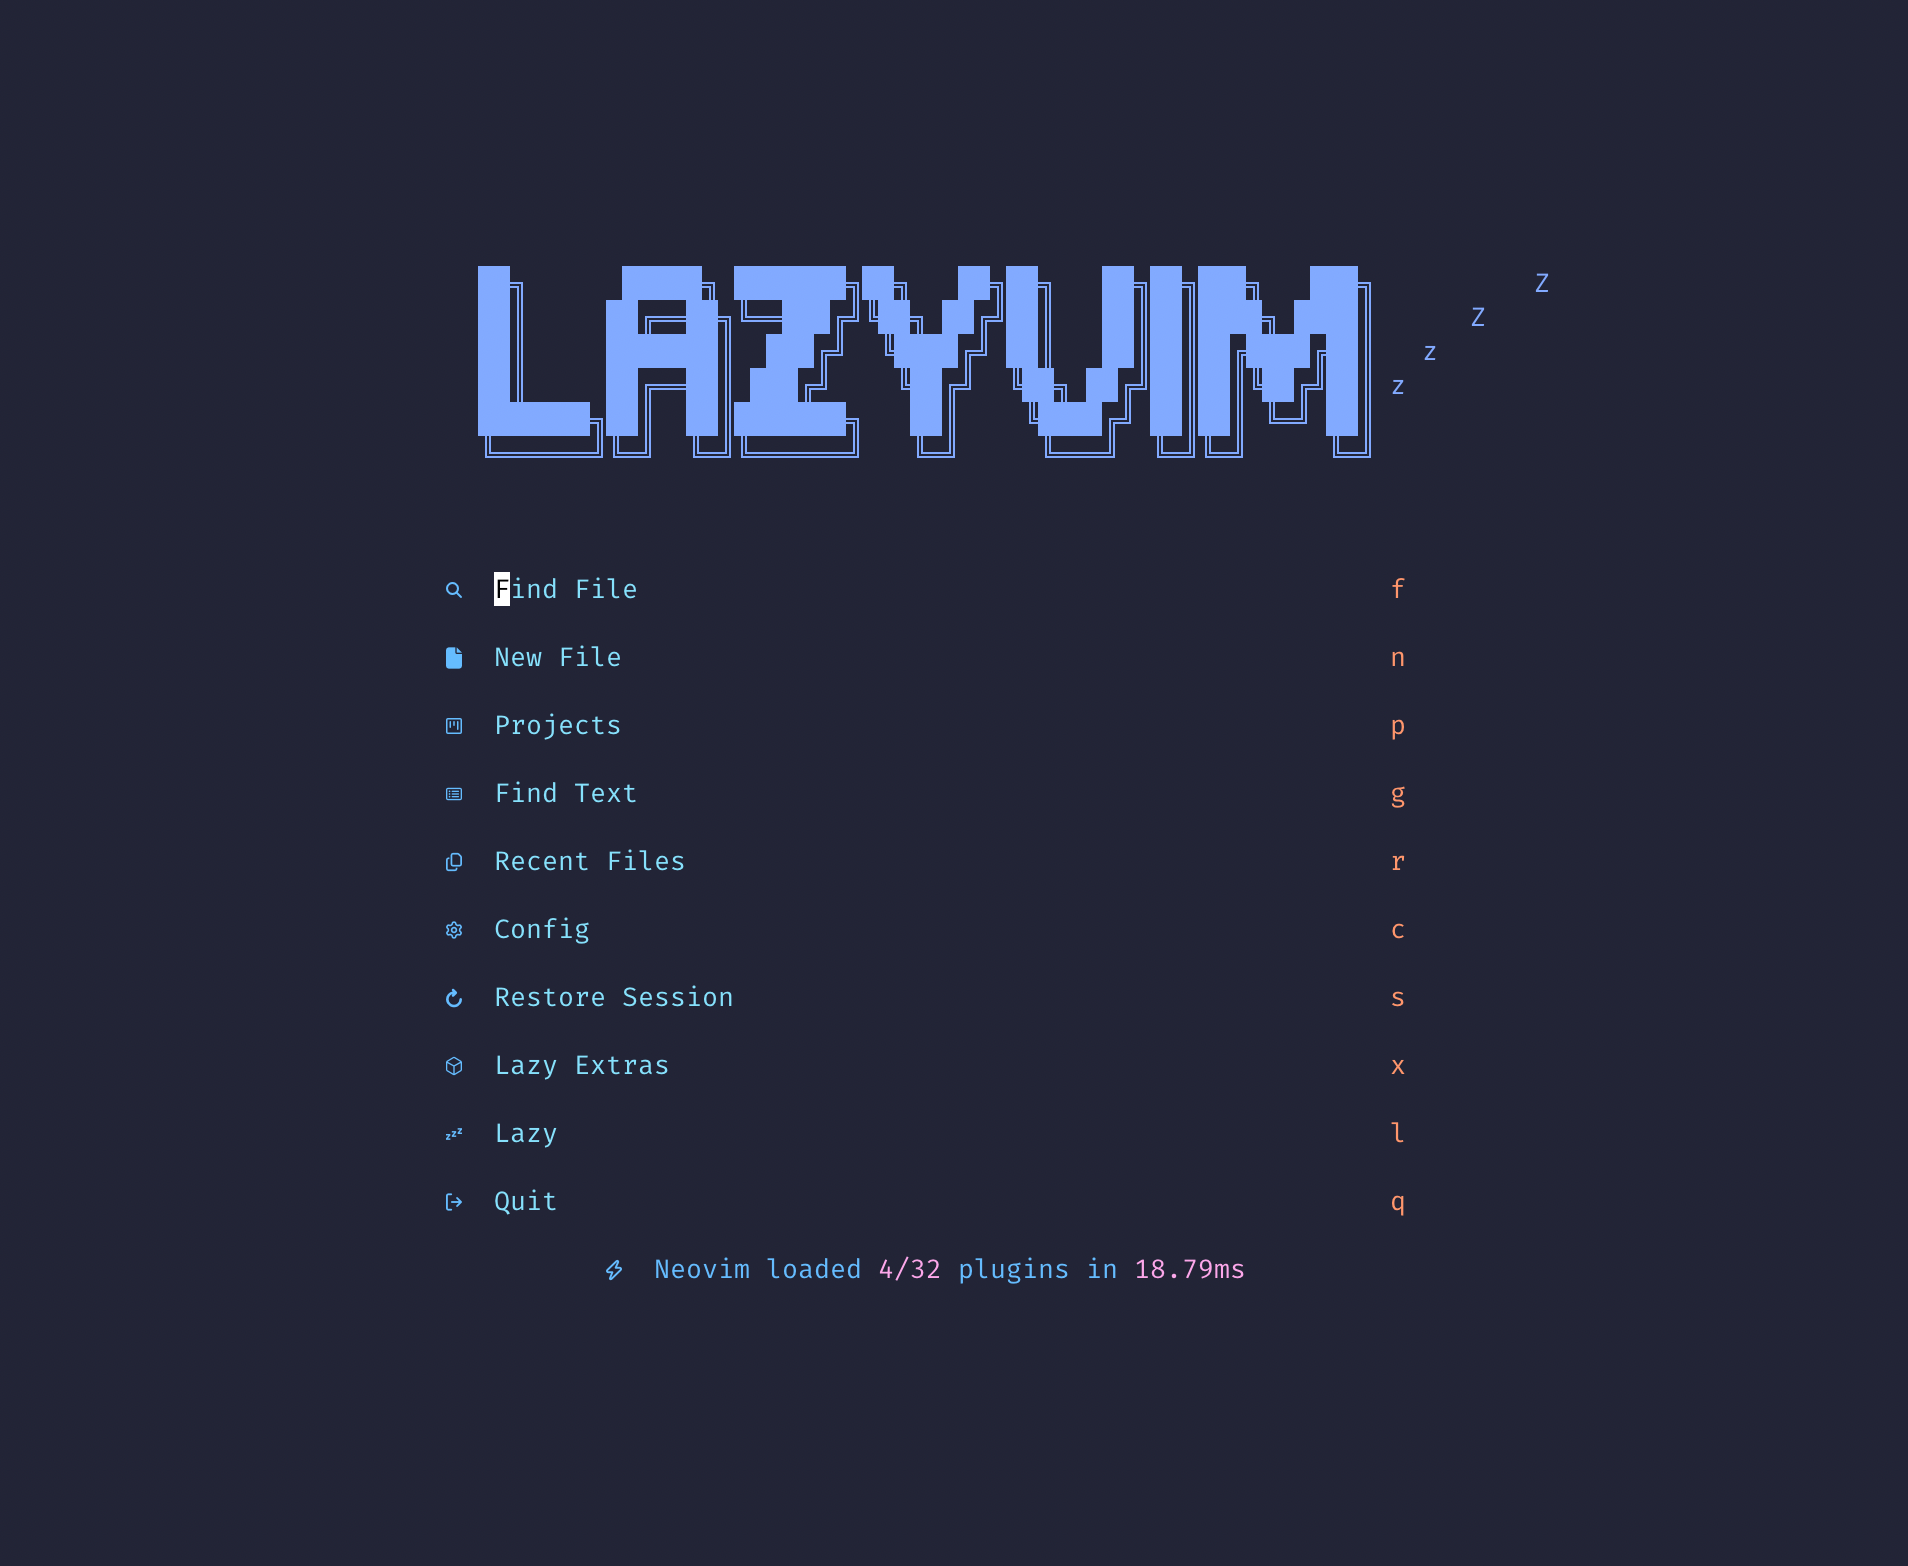 LAZYVIM
Z
Z
z
z
Find File f
New File n
Projects p
Find Text g
Recent Files r
Config c
Restore Session s
Lazy Extras x
Lazy l
Quit q
Neovim loaded 4/32 plugins in 18.79ms